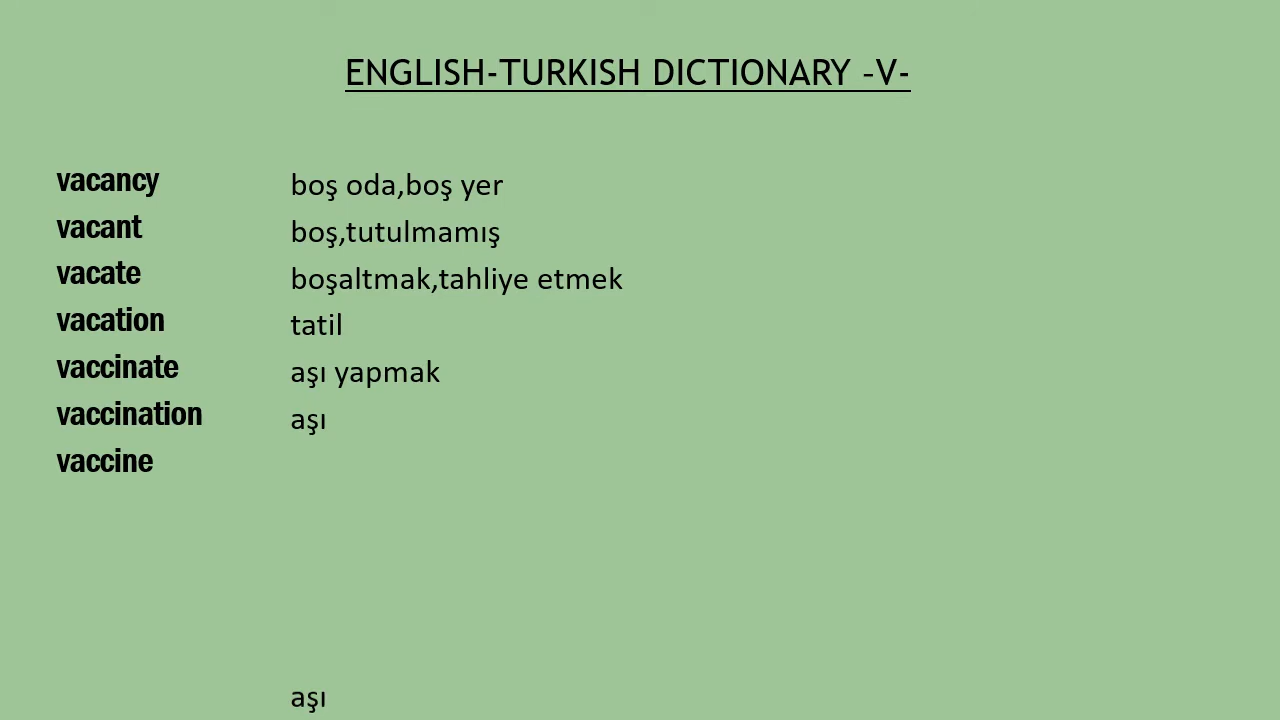 ENGLISH-TURKISH DICTIONARY –V-
vacancy boş oda,boş yer
vacant boş,tutulmamış
vacate boşaltmak,tahliye etmek
vacation tatil
vaccinate aşı yapmak
vaccination aşı
vaccine
aşı